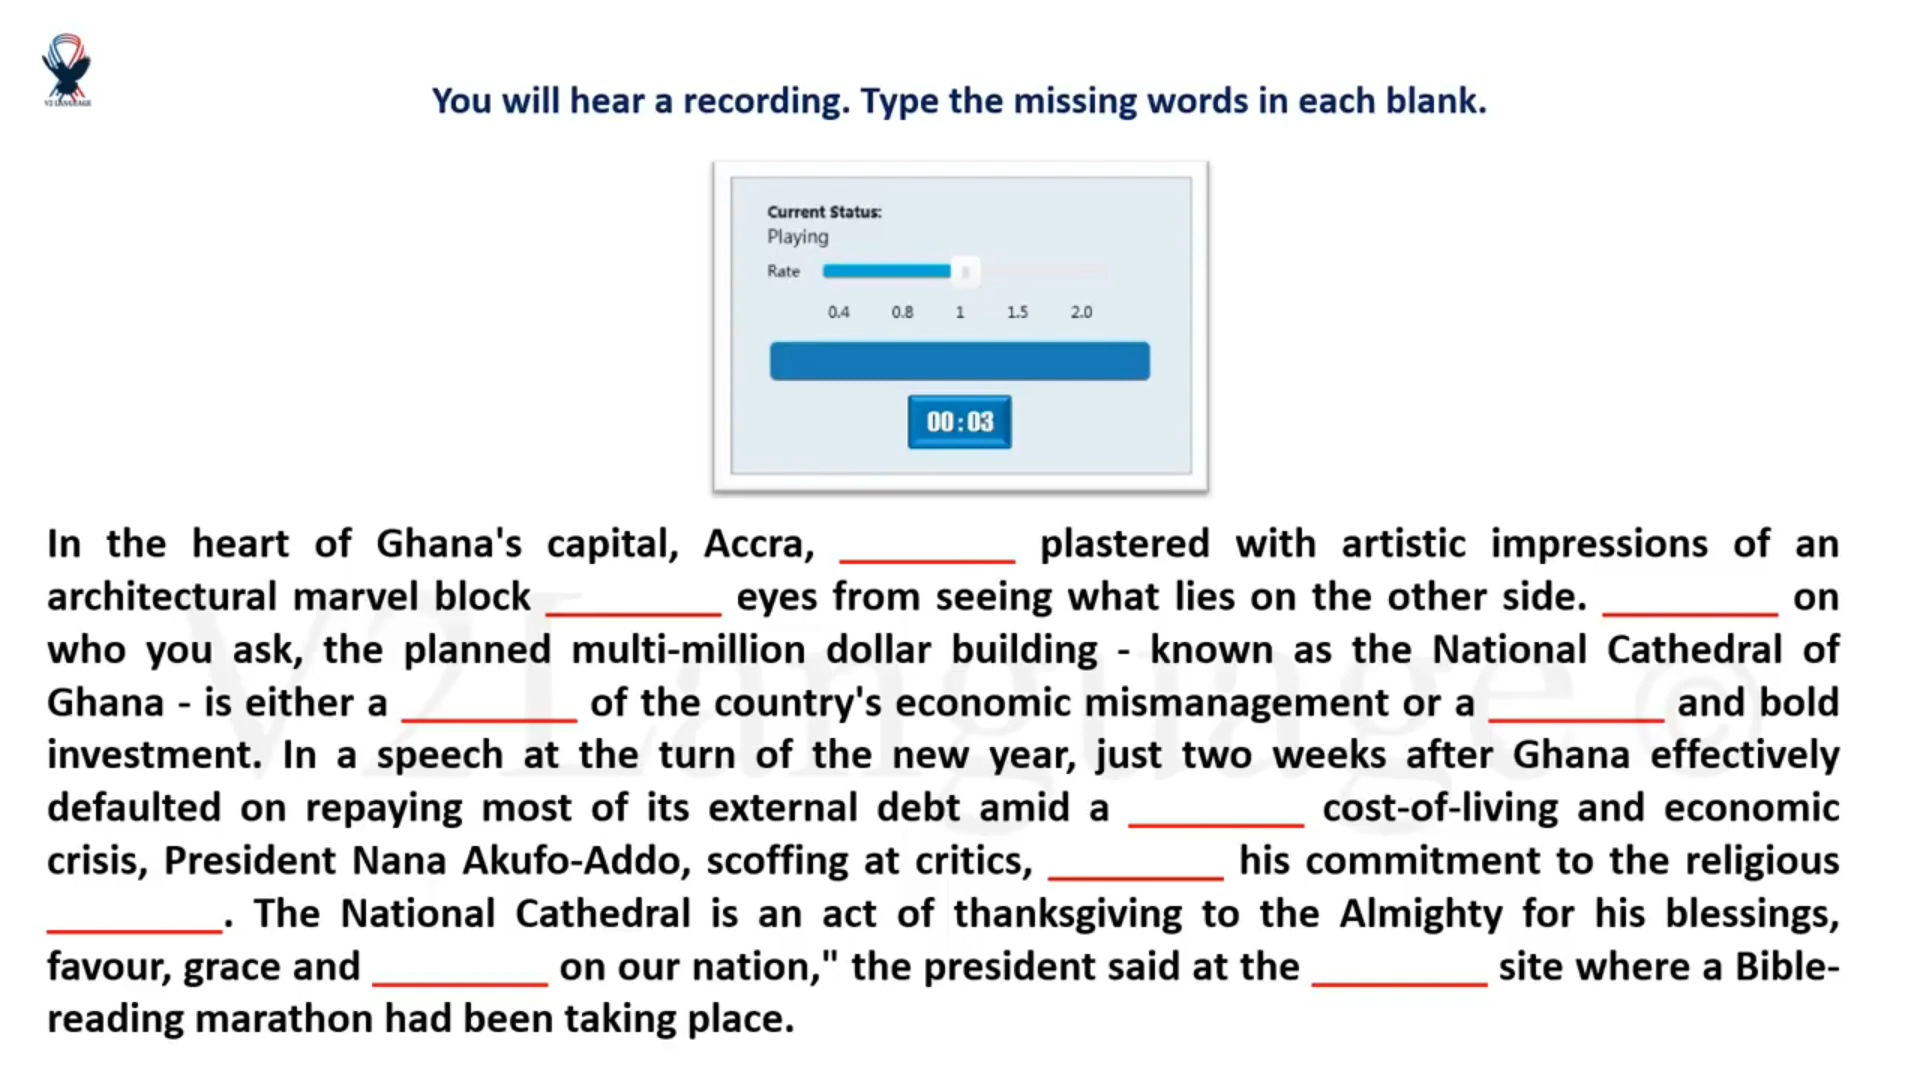 V2 LANGUAGE
You will hear a recording. Type the missing words in each blank.
Current Status:
Playing
Rate
0.4 0.8 1 1.5 2.0
00:03
In the heart of Ghana's capital, Accra, ________ plastered with artistic impressions of an
architectural marvel block ________ eyes from seeing what lies on the other side. ________ on
who you ask, the planned multi-million dollar building - known as the National Cathedral of
Ghana - is either a ________ of the country's economic mismanagement or a ________ and bold
investment. In a speech at the turn of the new year, just two weeks after Ghana effectively
defaulted on repaying most of its external debt amid a ________ cost-of-living and economic
crisis, President Nana Akufo-Addo, scoffing at critics, ________ his commitment to the religious
________. The National Cathedral is an act of thanksgiving to the Almighty for his blessings,
favour, grace and ________ on our nation," the president said at the ________ site where a Bible-
reading marathon had been taking place.
V2Language ©